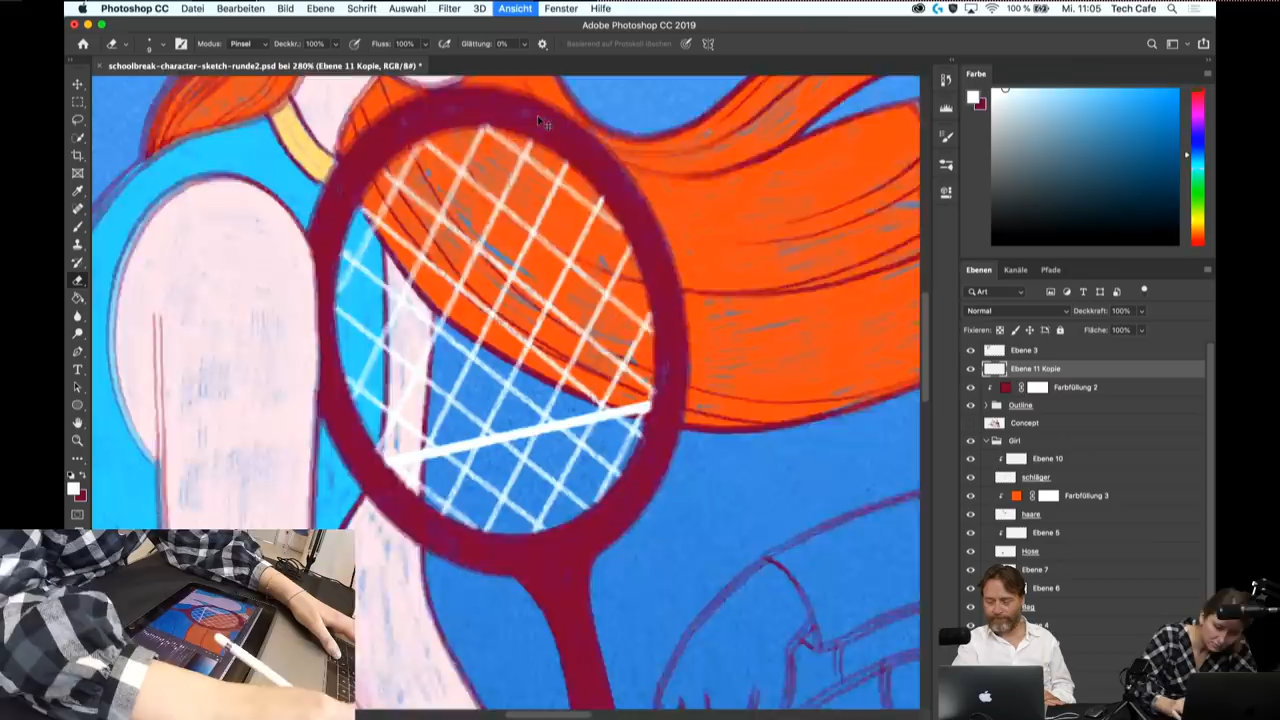 Photoshop CC Datei Bearbeiten Bild Ebene Schrift Auswahl Filter 3D Ansicht Fenster Hilfe 100 % Mi. 11:05 Tech Cafe
Adobe Photoshop CC 2019
Modus: Pinsel Deckkr.: 100% Fluss: 100% Glättung: 0% Basierend auf Protokoll löschen
× schoolbreak-character-sketch-runde2.psd bei 280% (Ebene 11 Kopie, RGB/8#) *
Farbe
Ebenen Kanäle Pfade
Art
Normal Deckkraft: 100%
Fixieren: Fläche: 100%
Ebene 3
Ebene 11 Kopie
Farbfüllung 2
Outline
Concept
Girl
Ebene 10
schläger
Farbfüllung 3
haare
Ebene 5
Hose
Ebene 7
Ebene 6